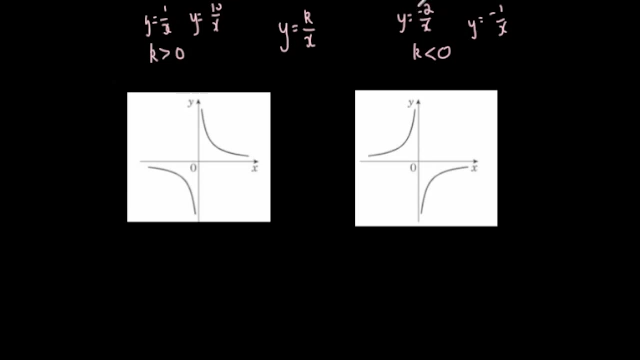 y=1/x y=10/x y=k/x y=-2/x y=-1/x
k>0 k<0
y y
0 x 0 x